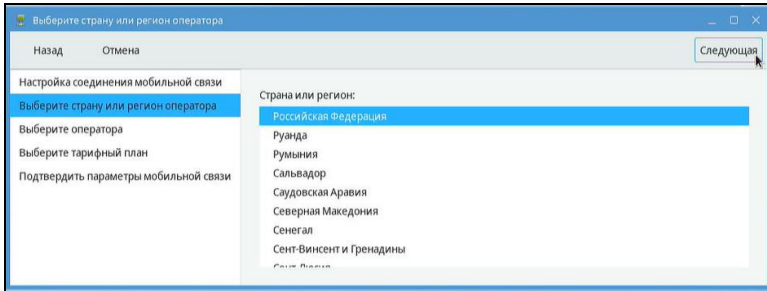 Выберите страну или регион оператора
Назад
Отмена
Следующая
Настройка соединения мобильной связи
Выберите страну или регион оператора
Выберите оператора
Выберите тарифный план
Подтвердить параметры мобильной связи
Страна или регион:
Российская Федерация
Руанда
Румыния
Сальвадор
Саудовская Аравия
Северная Македония
Сенегал
Сент-Винсент и Гренадины